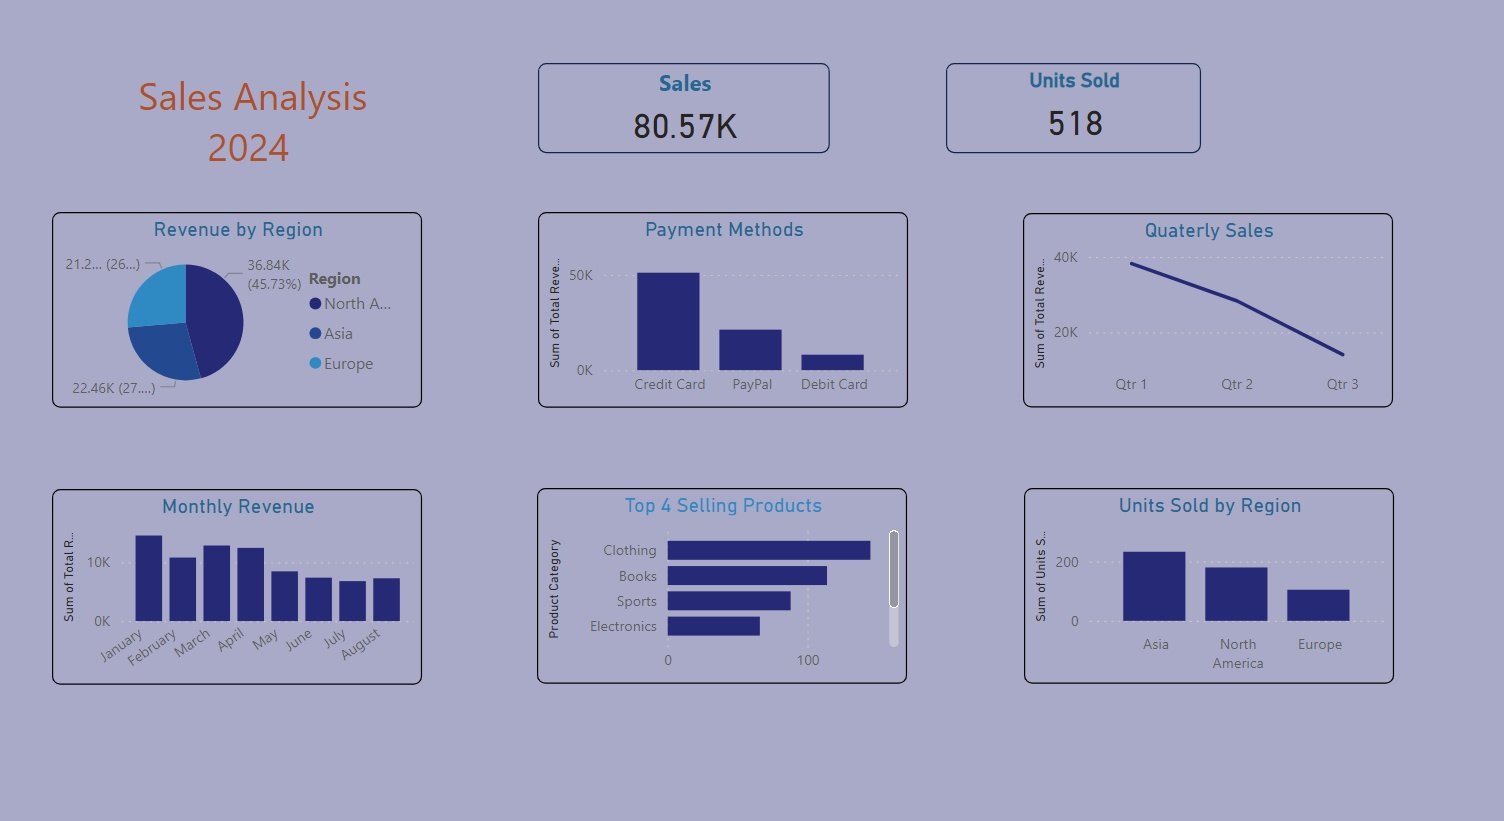 Sales Analysis
2024
Sales
80.57K
Units Sold
518
Revenue by Region
21.2... (26...)
36.84K
(45.73%)
22.46K (27....)
Region
North A...
Asia
Europe
Payment Methods
Sum of Total Reve...
50K
0K
Credit Card PayPal Debit Card
Quaterly Sales
Sum of Total Reve...
40K
20K
Qtr 1 Qtr 2 Qtr 3
Monthly Revenue
Sum of Total R...
10K
0K
January February March April May June July August
Top 4 Selling Products
Product Category
Clothing
Books
Sports
Electronics
0 100
Units Sold by Region
Sum of Units S...
200
0
Asia North Europe
America